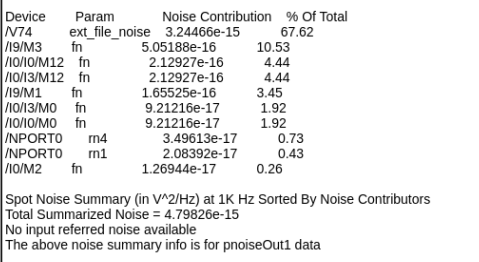 Device Param Noise Contribution % Of Total
/V74 ext_file_noise 3.24466e-15 67.62
/I9/M3 fn 5.05188e-16 10.53
/I0/I0/M12 fn 2.12927e-16 4.44
/I0/I3/M12 fn 2.12927e-16 4.44
/I9/M1 fn 1.65525e-16 3.45
/I0/I3/M0 fn 9.21216e-17 1.92
/I0/I0/M0 fn 9.21216e-17 1.92
/NPORT0 rn4 3.49613e-17 0.73
/NPORT0 rn1 2.08392e-17 0.43
/I0/M2 fn 1.26944e-17 0.26
Spot Noise Summary (in V^2/Hz) at 1K Hz Sorted By Noise Contributors
Total Summarized Noise = 4.79826e-15
No input referred noise available
The above noise summary info is for pnoiseOut1 data